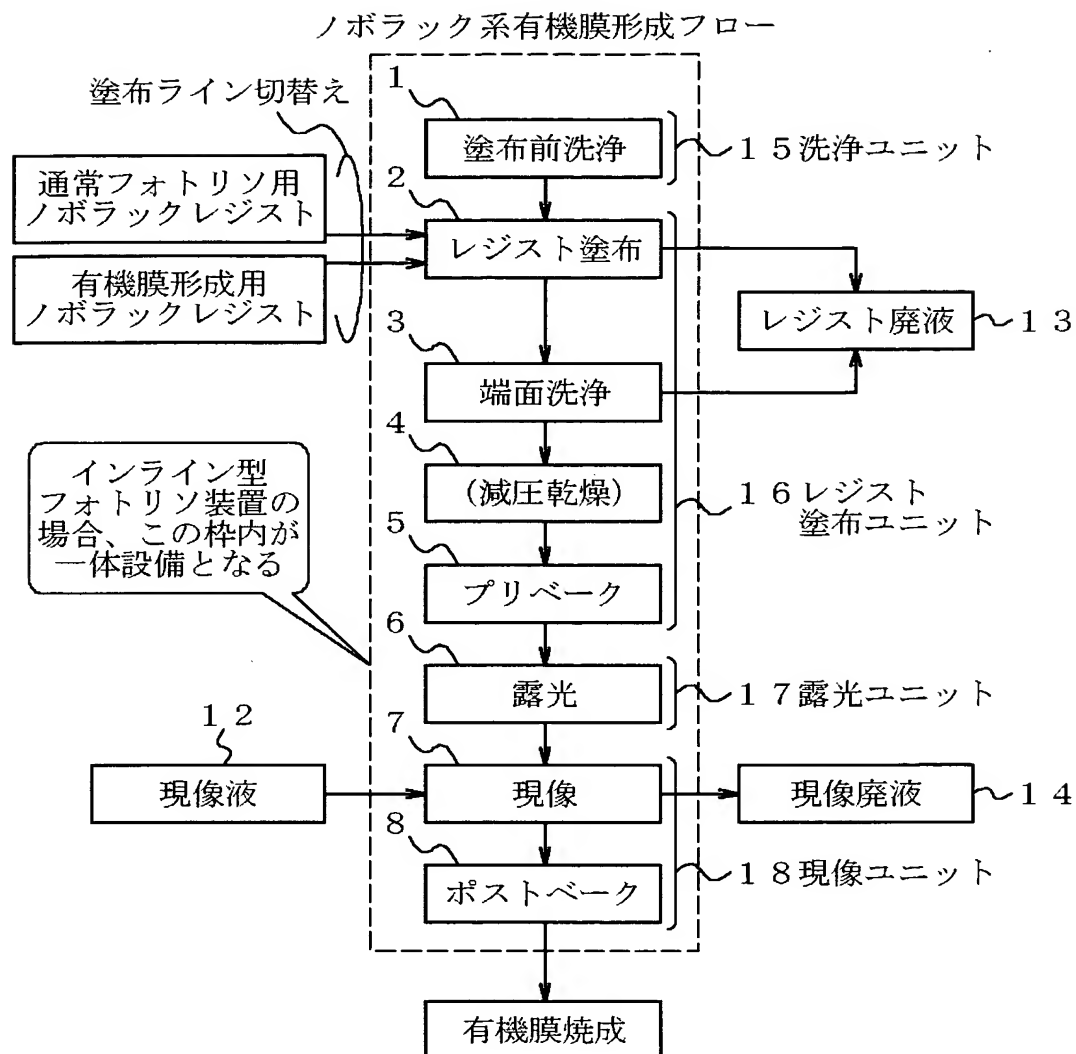 ノボラック系有機膜形成フロー
塗布ライン切替え
1
塗布前洗浄
15洗浄ユニット
通常フォトリソ用
ノボラックレジスト
2
レジスト塗布
有機膜形成用
ノボラックレジスト
レジスト廃液
13
3
端面洗浄
4
(減圧乾燥)
16レジスト
塗布ユニット
インライン型
フォトリソ装置の
場合、この枠内が
一体設備となる
5
プリベーク
6
露光
17露光ユニット
12
現像液
7
現像
現像廃液
14
8
ポストベーク
18現像ユニット
有機膜焼成